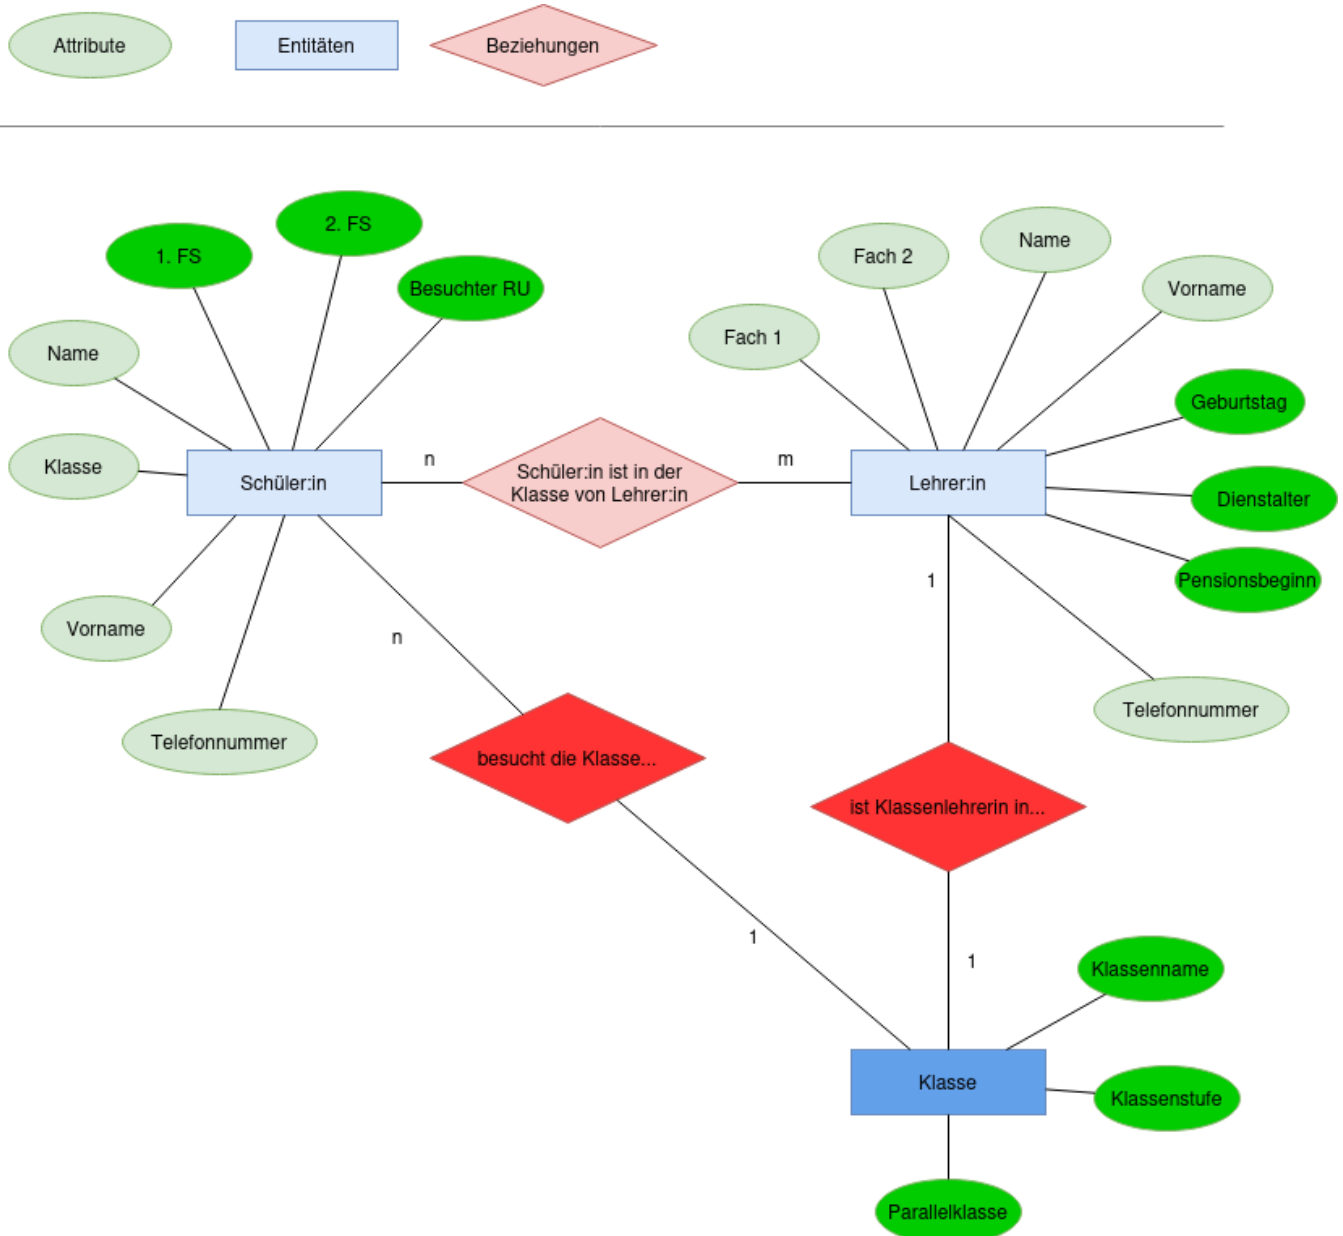 Attribute
Entitäten
Beziehungen
2. FS
1. FS
Besuchter RU
Name
Klasse
Schüler:in
Vorname
Telefonnummer
n
Schüler:in ist in der
Klasse von Lehrer:in
m
Name
Fach 2
Vorname
Fach 1
Geburtstag
Lehrer:in
Dienstalter
Pensionsbeginn
Telefonnummer
n
besucht die Klasse...
1
1
ist Klassenlehrerin in...
1
Klassenname
Klasse
Klassenstufe
Parallelklasse